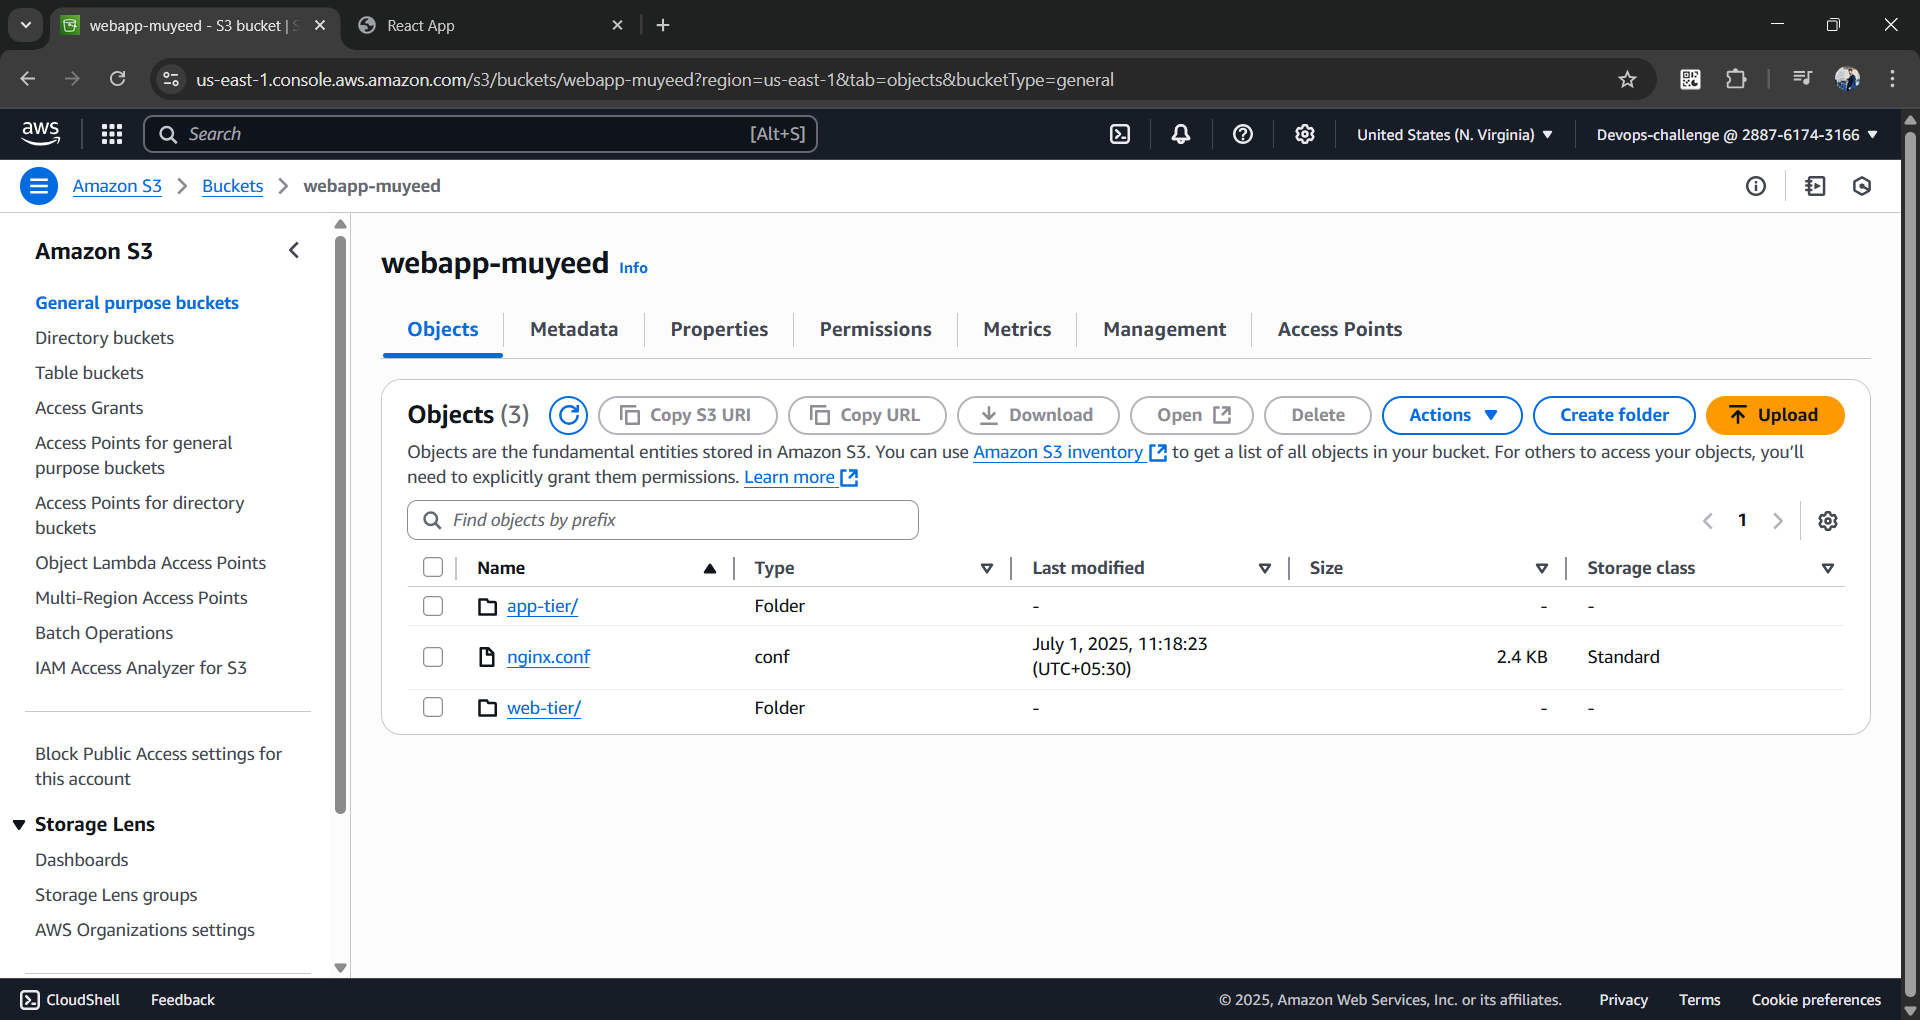 webapp-muyeed - S3 bucket |
React App
us-east-1.console.aws.amazon.com/s3/buckets/webapp-muyeed?region=us-east-1&tab=objects&bucketType=general
aws
Search
[Alt+S]
United States (N. Virginia)
Devops-challenge @ 2887-6174-3166
Amazon S3
Buckets
webapp-muyeed
Amazon S3
General purpose buckets
Directory buckets
Table buckets
Access Grants
Access Points for general
purpose buckets
Access Points for directory
buckets
Object Lambda Access Points
Multi-Region Access Points
Batch Operations
IAM Access Analyzer for S3
Block Public Access settings for
this account
Storage Lens
Dashboards
Storage Lens groups
AWS Organizations settings
webapp-muyeed Info
Objects
Metadata
Properties
Permissions
Metrics
Management
Access Points
Objects (3)
Copy S3 URI
Copy URL
Download
Open
Delete
Actions
Create folder
Upload
Objects are the fundamental entities stored in Amazon S3. You can use Amazon S3 inventory to get a list of all objects in your bucket. For others to access your objects, you'll
need to explicitly grant them permissions. Learn more
Find objects by prefix
1
Name
Type
Last modified
Size
Storage class
app-tier/
Folder
-
-
-
nginx.conf
conf
July 1, 2025, 11:18:23
(UTC+05:30)
2.4 KB
Standard
web-tier/
Folder
-
-
-
CloudShell
Feedback
© 2025, Amazon Web Services, Inc. or its affiliates.
Privacy
Terms
Cookie preferences